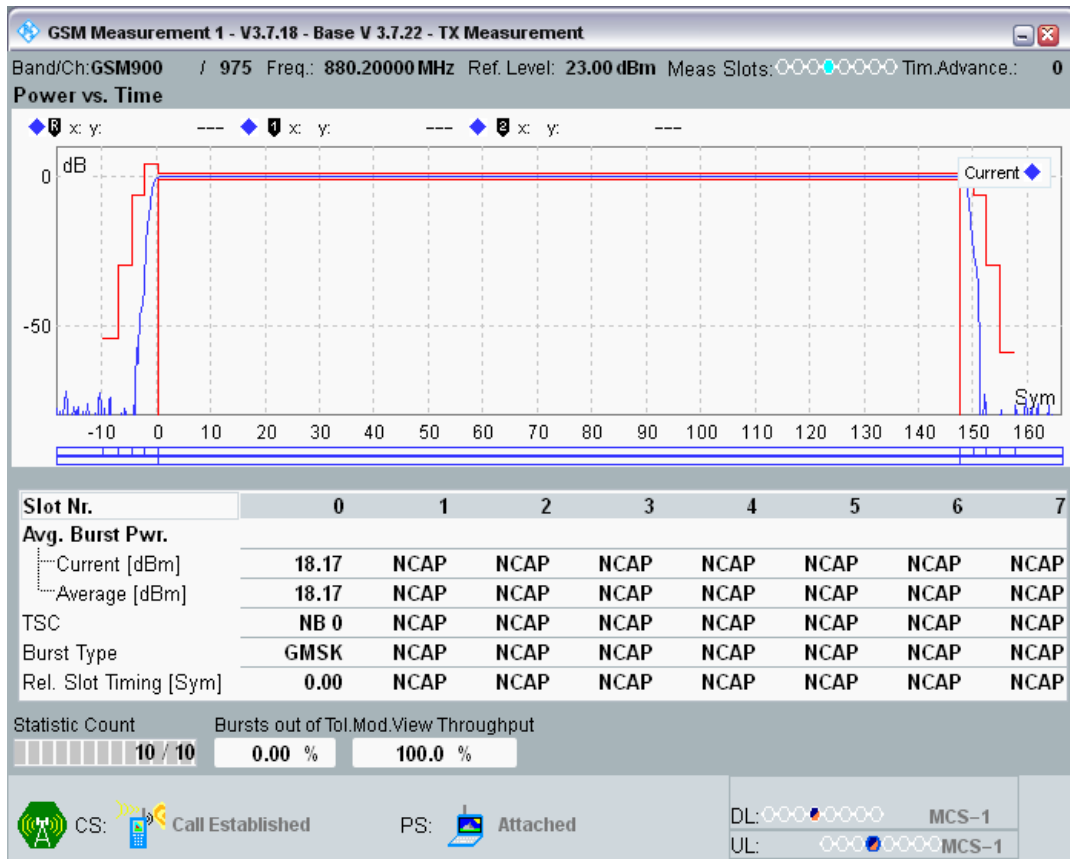 GSM Measurement 1 - V3.7.18 - Base V 3.7.22 - TX Measurement
Band/Ch:GSM900 / 975 Freq.: 880.20000 MHz Ref. Level: 23.00 dBm Meas Slots: Tim.Advance.: 0
Power vs. Time
R x: y: --- 1 x: y: --- 2 x: y: ---
dB
Current
0
-50
Sym
-10 0 10 20 30 40 50 60 70 80 90 100 110 120 130 140 150 160
Slot Nr. 0 1 2 3 4 5 6 7
Avg. Burst Pwr.
Current [dBm] 18.17 NCAP NCAP NCAP NCAP NCAP NCAP NCAP
Average [dBm] 18.17 NCAP NCAP NCAP NCAP NCAP NCAP NCAP
TSC NB 0 NCAP NCAP NCAP NCAP NCAP NCAP NCAP
Burst Type GMSK NCAP NCAP NCAP NCAP NCAP NCAP NCAP
Rel. Slot Timing [Sym] 0.00 NCAP NCAP NCAP NCAP NCAP NCAP NCAP
Statistic Count Bursts out of Tol.Mod.View Throughput
10 / 10 0.00 % 100.0 %
CS: Call Established PS: Attached DL: MCS-1
UL: MCS-1